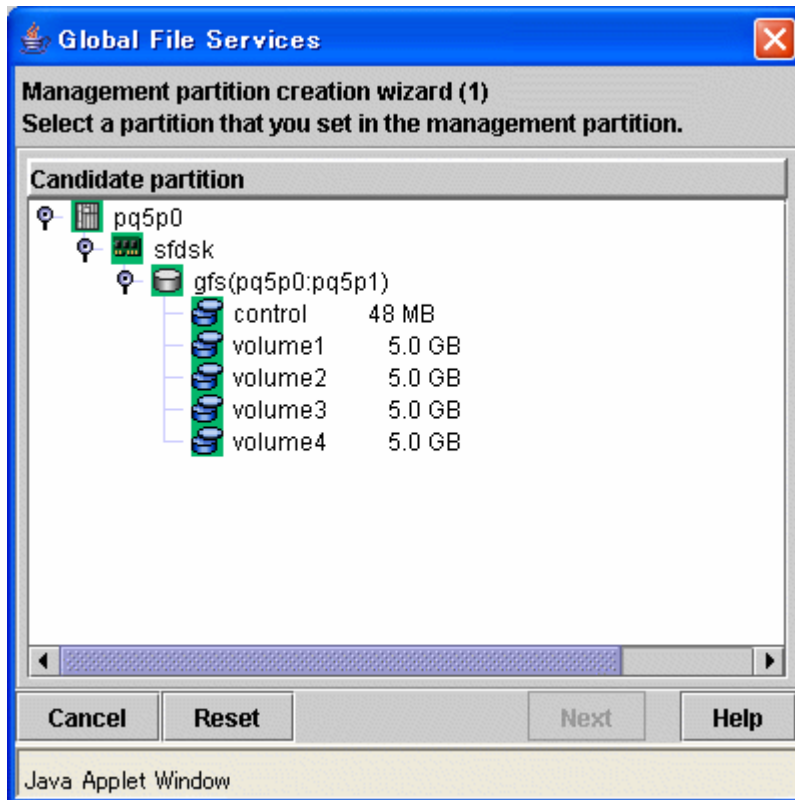 Global File Services
Management partition creation wizard (1)
Select a partition that you set in the management partition.
Candidate partition
pq5p0
sfdsk
gfs(pq5p0:pq5p1)
control 48 MB
volume1 5.0 GB
volume2 5.0 GB
volume3 5.0 GB
volume4 5.0 GB
Cancel Reset Next Help
Java Applet Window